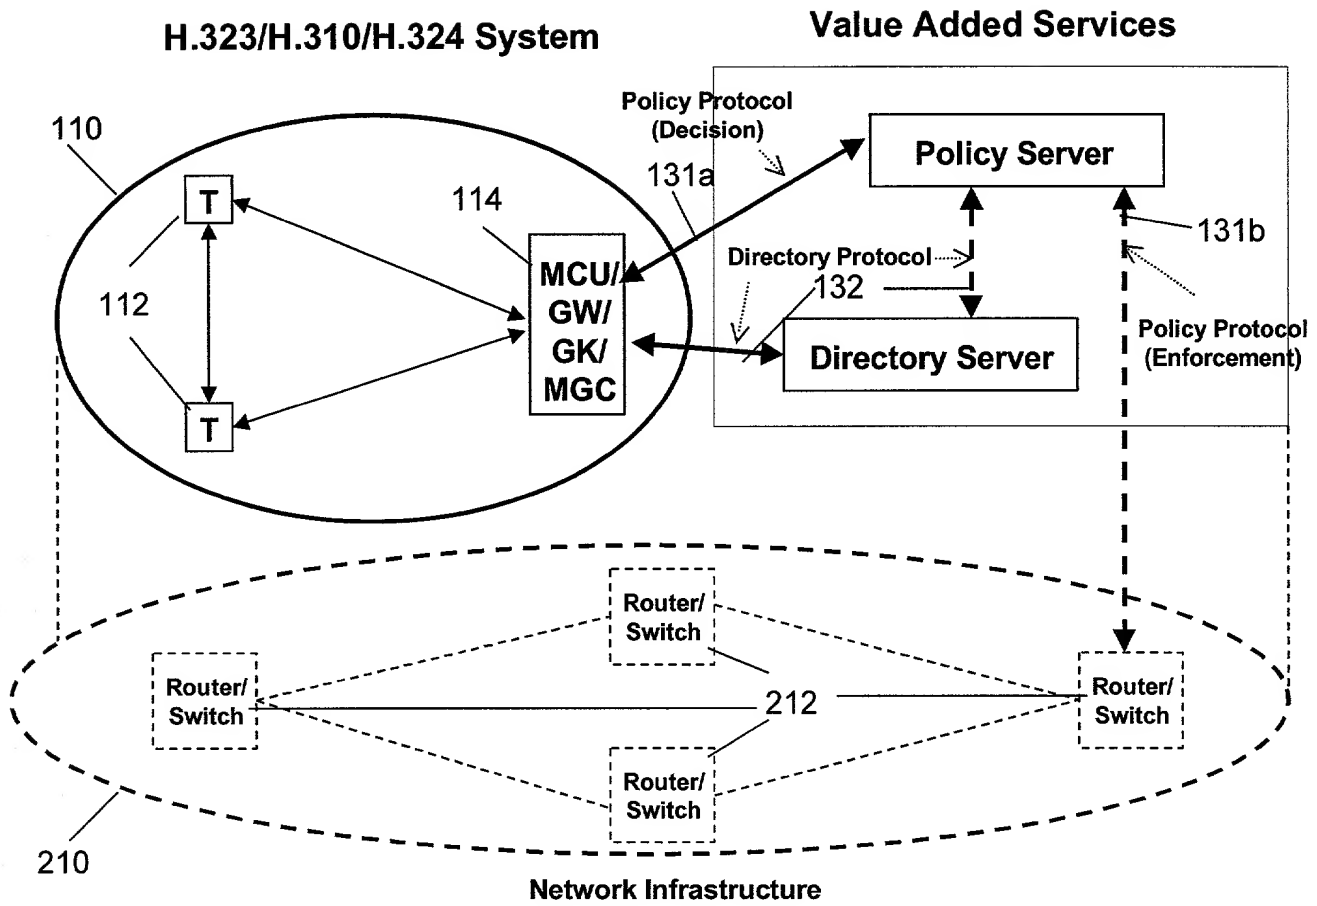 H.323/H.310/H.324 System
Value Added Services
110
T
112
T
114
MCU/
GW/
GK/
MGC
Policy Protocol
(Decision)
131a
Policy Server
131b
Directory Protocol
132
Directory Server
Policy Protocol
(Enforcement)
Router/
Switch
Router/
Switch
212
Router/
Switch
Router/
Switch
210
Network Infrastructure